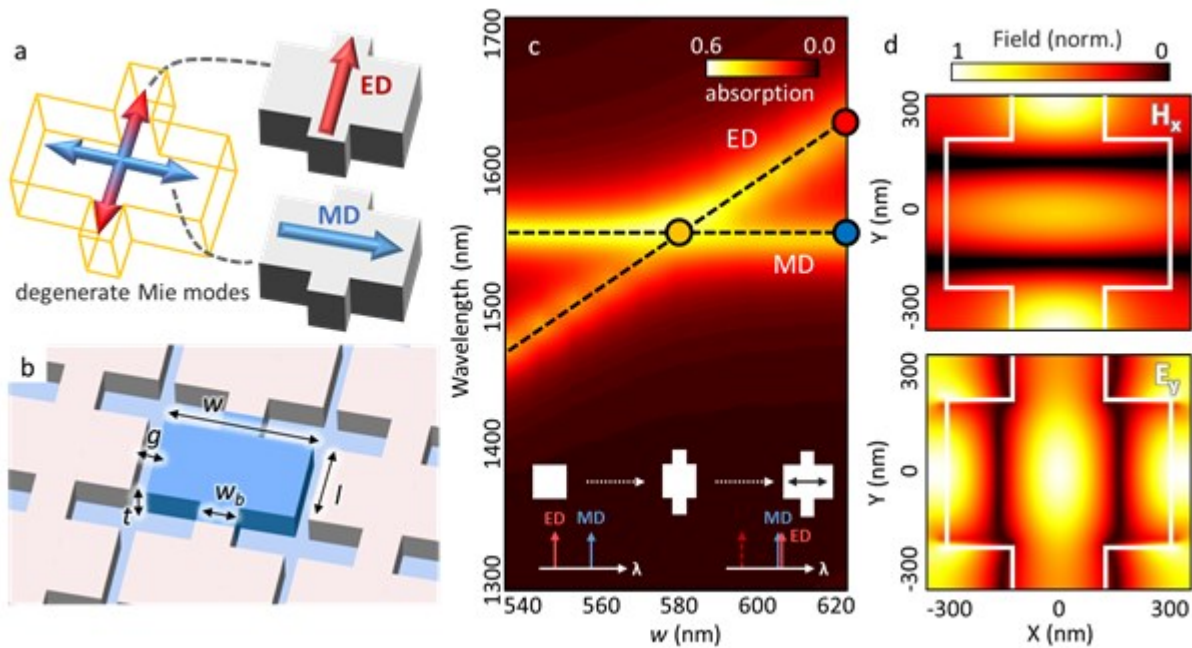 a
ED
MD
degenerate Mie modes
b
w
g
l
t
w_b
c
0.6 0.0
absorption
ED
MD
Wavelength (nm)
1700
1600
1500
1400
1300
ED MD
λ
MD
ED
λ
540 560 580 600 620
w (nm)
d
Field (norm.)
1 0
H_x
Y (nm)
300
0
-300
E_y
Y (nm)
300
0
-300
-300 0 300
X (nm)